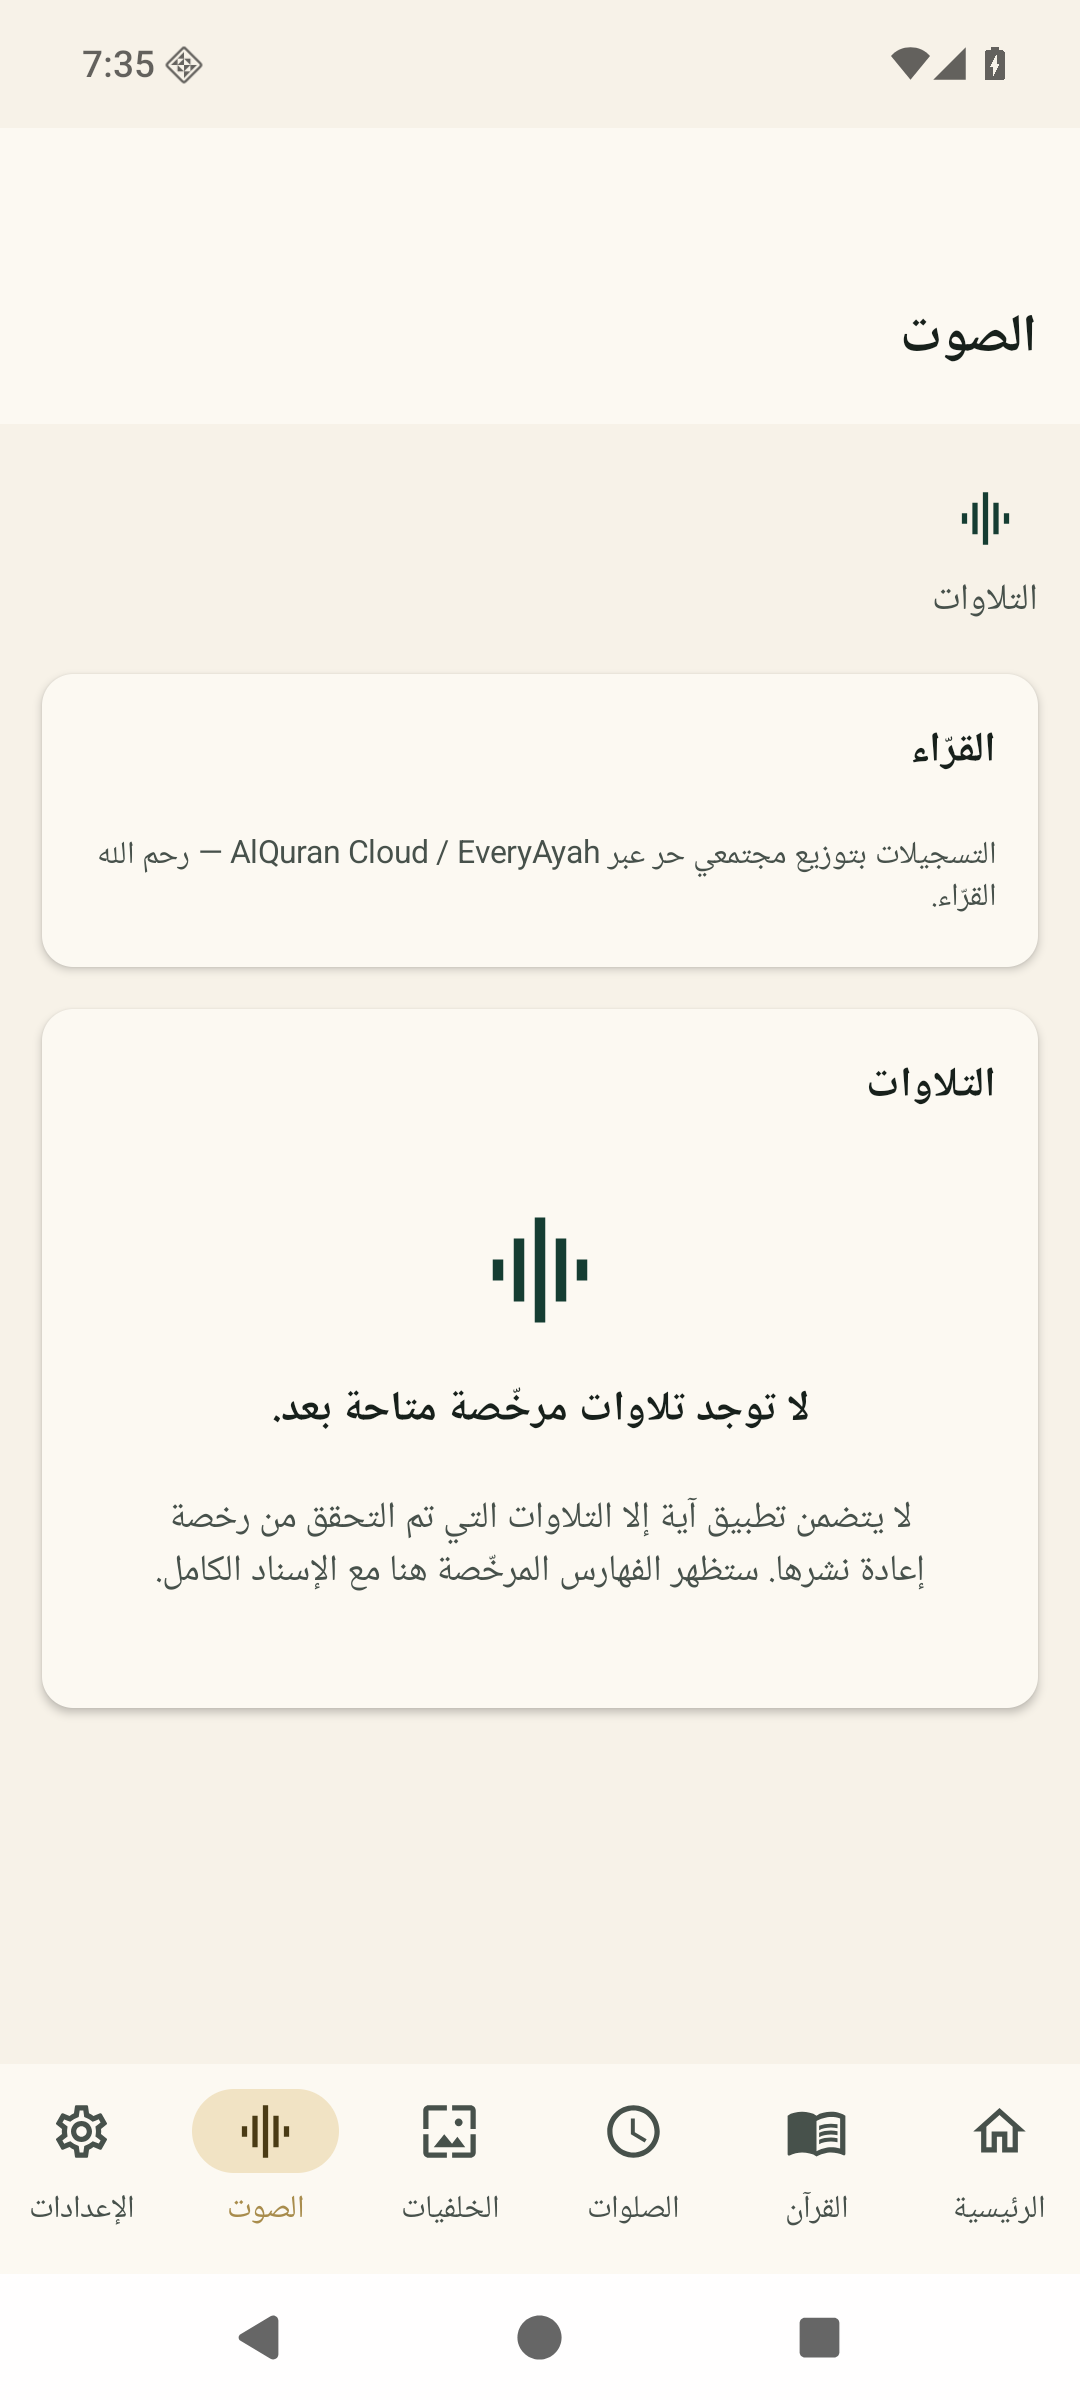 7:35
الصوت
التلاوات
القرّاء
التسجيلات بتوزيع مجتمعي حر عبر AlQuran Cloud / EveryAyah — رحم الله
القرّاء.
التلاوات
لا توجد تلاوات مرخّصة متاحة بعد.
لا يتضمن تطبيق آية إلا التلاوات التي تم التحقق من رخصة
إعادة نشرها. ستظهر الفهارس المرخّصة هنا مع الإسناد الكامل.
الرئيسية
القرآن
الصلوات
الخلفيات
الصوت
الإعدادات